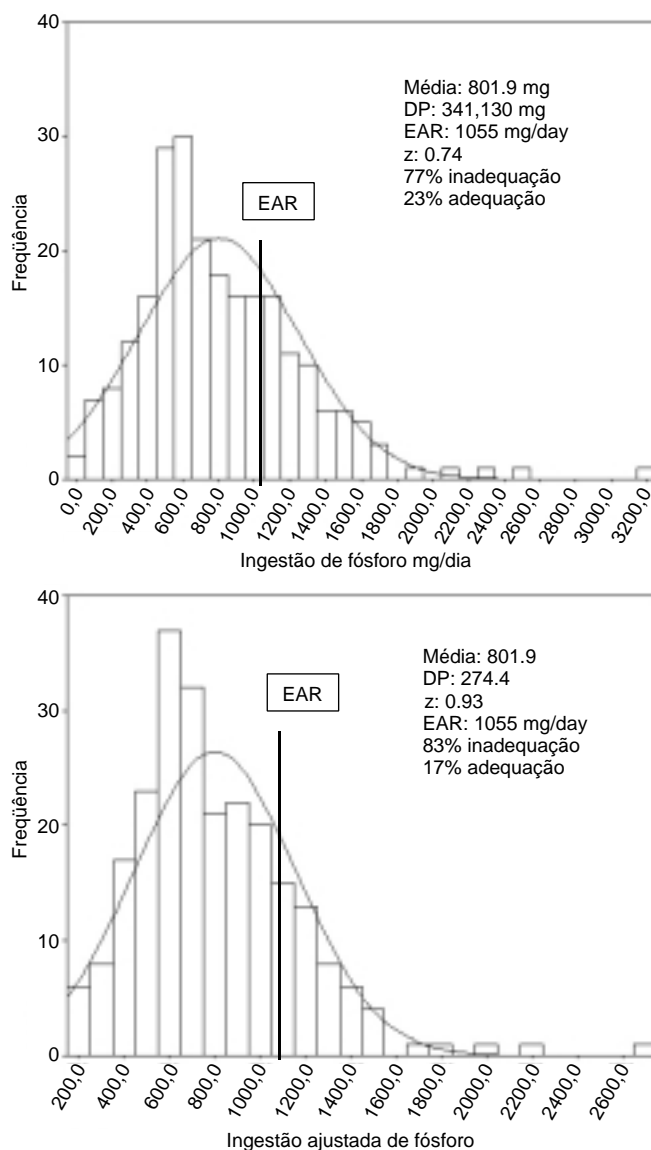 40
Média: 801.9 mg
DP: 341,130 mg
EAR: 1055 mg/day
z: 0.74
77% inadequação
23% adequação
30
EAR
Freqüência
20
10
0
0,0 200,0 400,0 600,0 800,0 1000,0 1200,0 1400,0 1600,0 1800,0 2000,0 2200,0 2400,0 2600,0 2800,0 3000,0 3200,0
Ingestão de fósforo mg/dia
40
Média: 801.9
DP: 274.4
z: 0.93
EAR: 1055 mg/day
83% inadequação
17% adequação
EAR
30
Freqüência
20
10
0
200,0 400,0 600,0 800,0 1000,0 1200,0 1400,0 1600,0 1800,0 2000,0 2200,0 2400,0 2600,0
Ingestão ajustada de fósforo